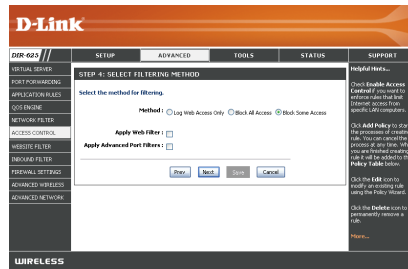 D-Link
DIR-625
SETUP
ADVANCED
TOOLS
STATUS
SUPPORT
VIRTUAL SERVER
PORT FORWARDING
APPLICATION RULES
QOS ENGINE
NETWORK FILTER
ACCESS CONTROL
WEBSITE FILTER
INBOUND FILTER
FIREWALL SETTINGS
ADVANCED WIRELESS
ADVANCED NETWORK
STEP 4: SELECT FILTERING METHOD
Select the method for filtering.
Method : Log Web Access Only Block All Access Block Some Access
Apply Web Filter :
Apply Advanced Port Filters :
Prev Next Save Cancel
Helpful Hints...
Check Enable Access
Control if you want to
enforce rules that limit
Internet access from
specific LAN computers.
Click Add Policy to star
the processes of creatin
rule. You can cancel the
process at any time. Wh
you are finished creating
rule it will be added to th
Policy Table below.
Click the Edit icon to
modify an existing rule
using the Policy Wizard.
Click the Delete icon to
permanently remove a
rule.
More...
WIRELESS